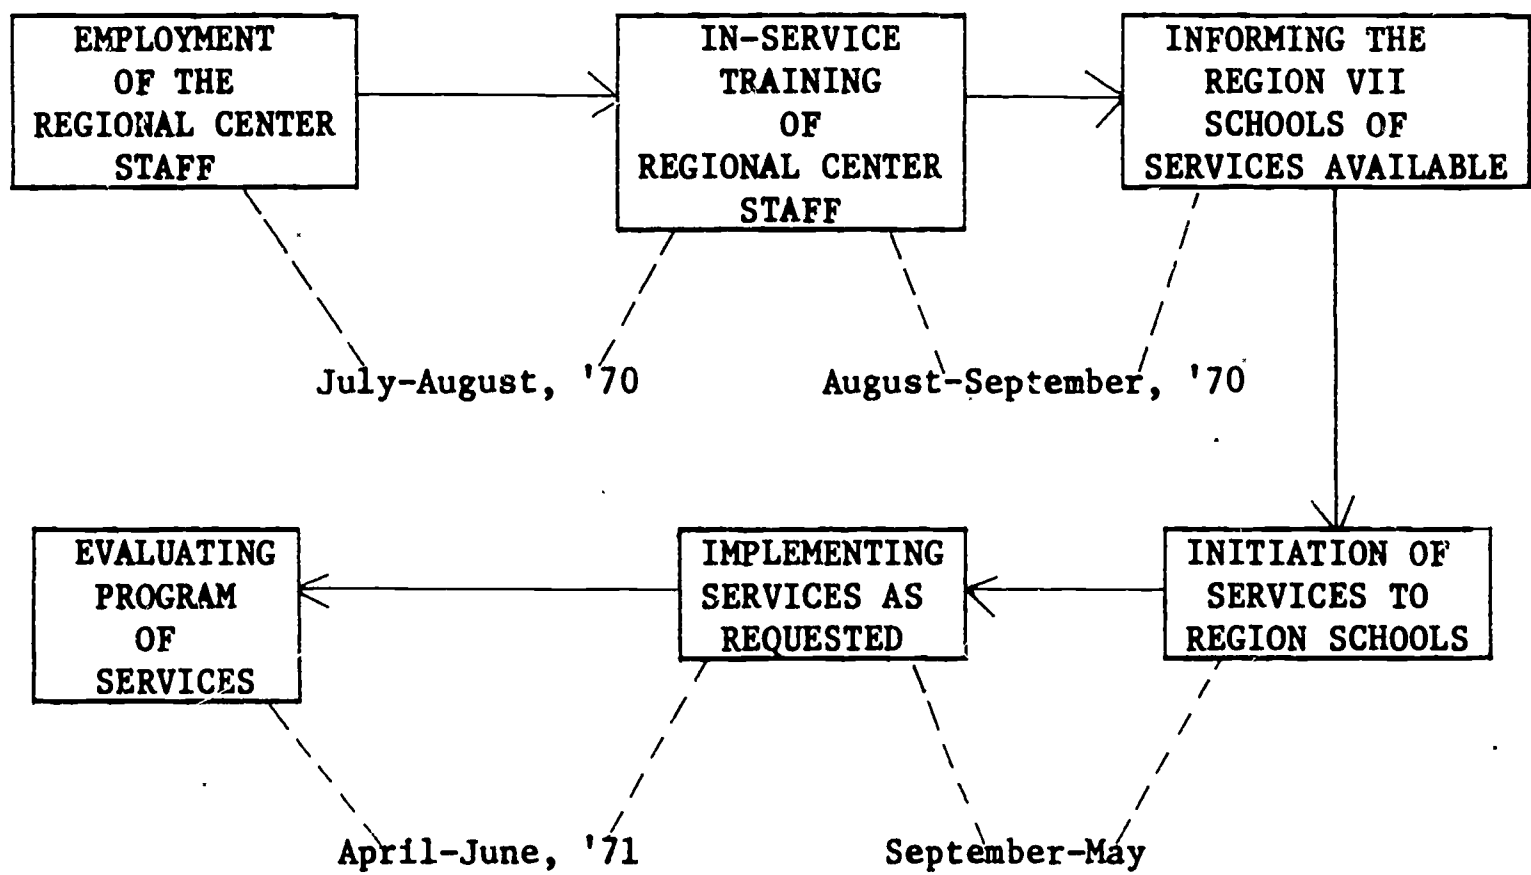 EMPLOYMENT
OF THE
REGIONAL CENTER
STAFF
IN-SERVICE
TRAINING
OF
REGIONAL CENTER
STAFF
INFORMING THE
REGION VII
SCHOOLS OF
SERVICES AVAILABLE
July-August, '70
August-September, '70
EVALUATING
PROGRAM
OF
SERVICES
IMPLEMENTING
SERVICES AS
REQUESTED
INITIATION OF
SERVICES TO
REGION SCHOOLS
April-June, '71
September-May